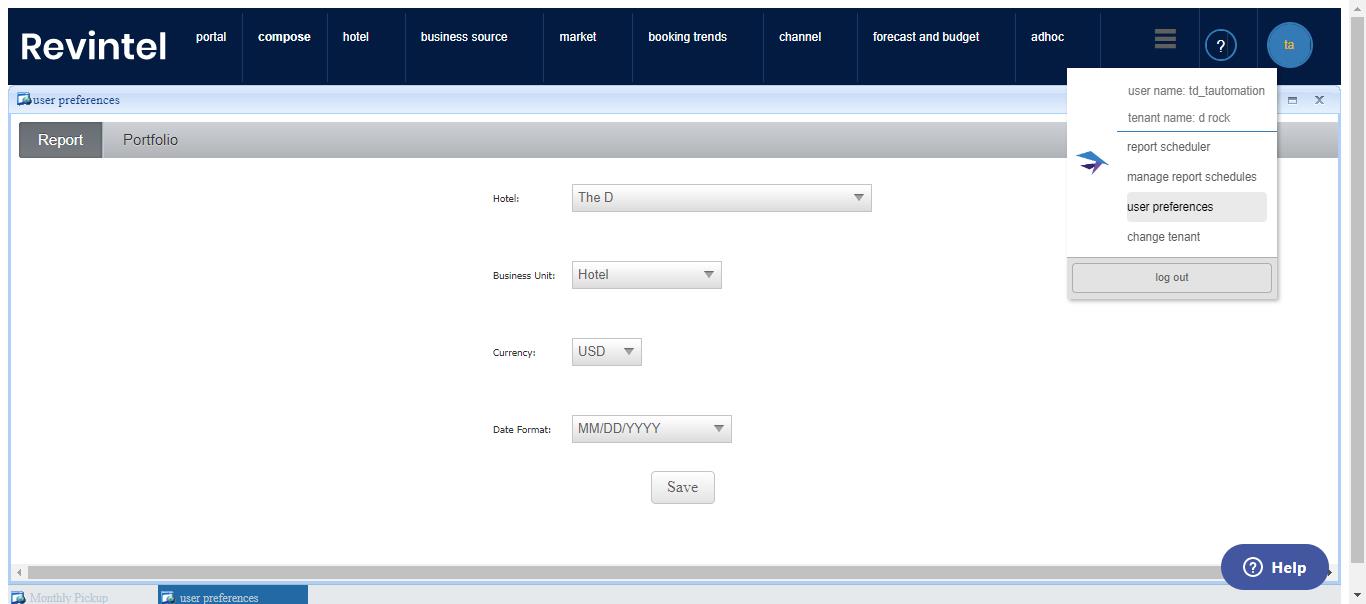 Revintel
portal
compose
hotel
business source
market
booking trends
channel
forecast and budget
adhoc
?
ta
user preferences
user name: td_tautomation
tenant name: d rock
report scheduler
manage report schedules
user preferences
change tenant
log out
Report
Portfolio
Hotel:
The D
Business Unit:
Hotel
Currency:
USD
Date Format:
MM/DD/YYYY
Save
? Help
Monthly Pickup
user preferences